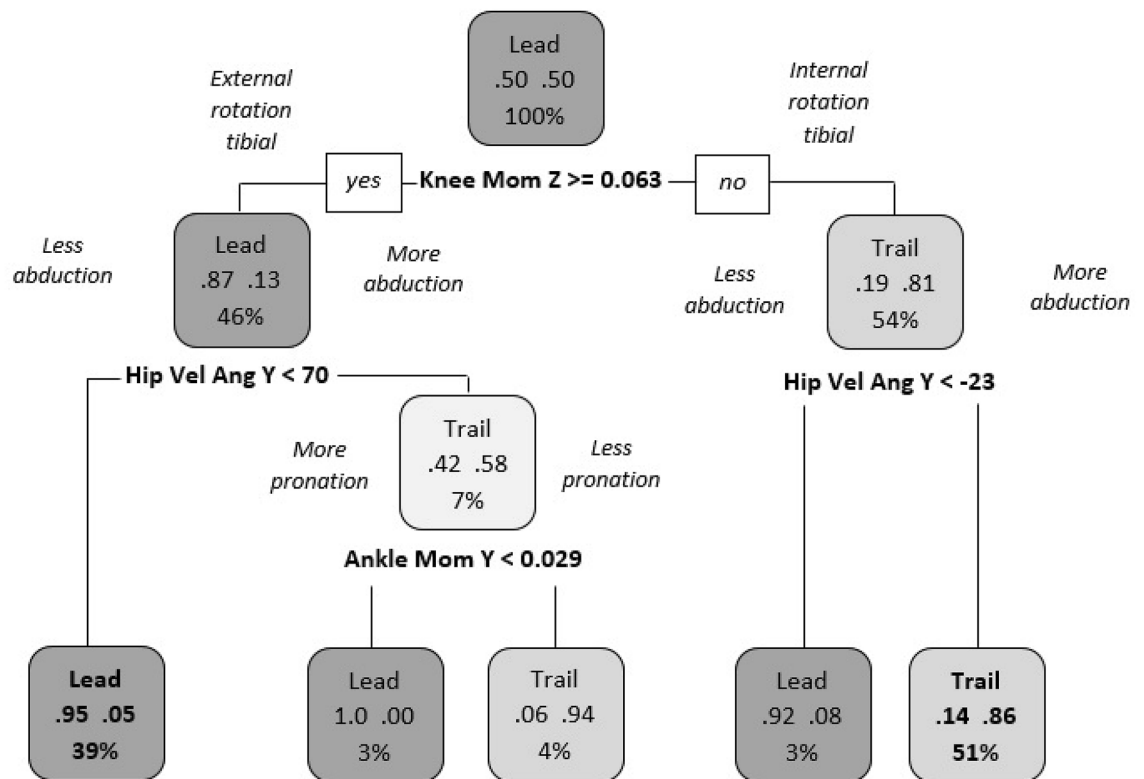 Lead
.50 .50
100%
External
rotation
tibial
Internal
rotation
tibial
yes
Knee Mom Z >= 0.063
no
Less
abduction
Lead
.87 .13
46%
More
abduction
Less
abduction
Trail
.19 .81
54%
More
abduction
Hip Vel Ang Y < 70
Hip Vel Ang Y < -23
More
pronation
Trail
.42 .58
7%
Less
pronation
Ankle Mom Y < 0.029
Lead
.95 .05
39%
Lead
1.0 .00
3%
Trail
.06 .94
4%
Lead
.92 .08
3%
Trail
.14 .86
51%